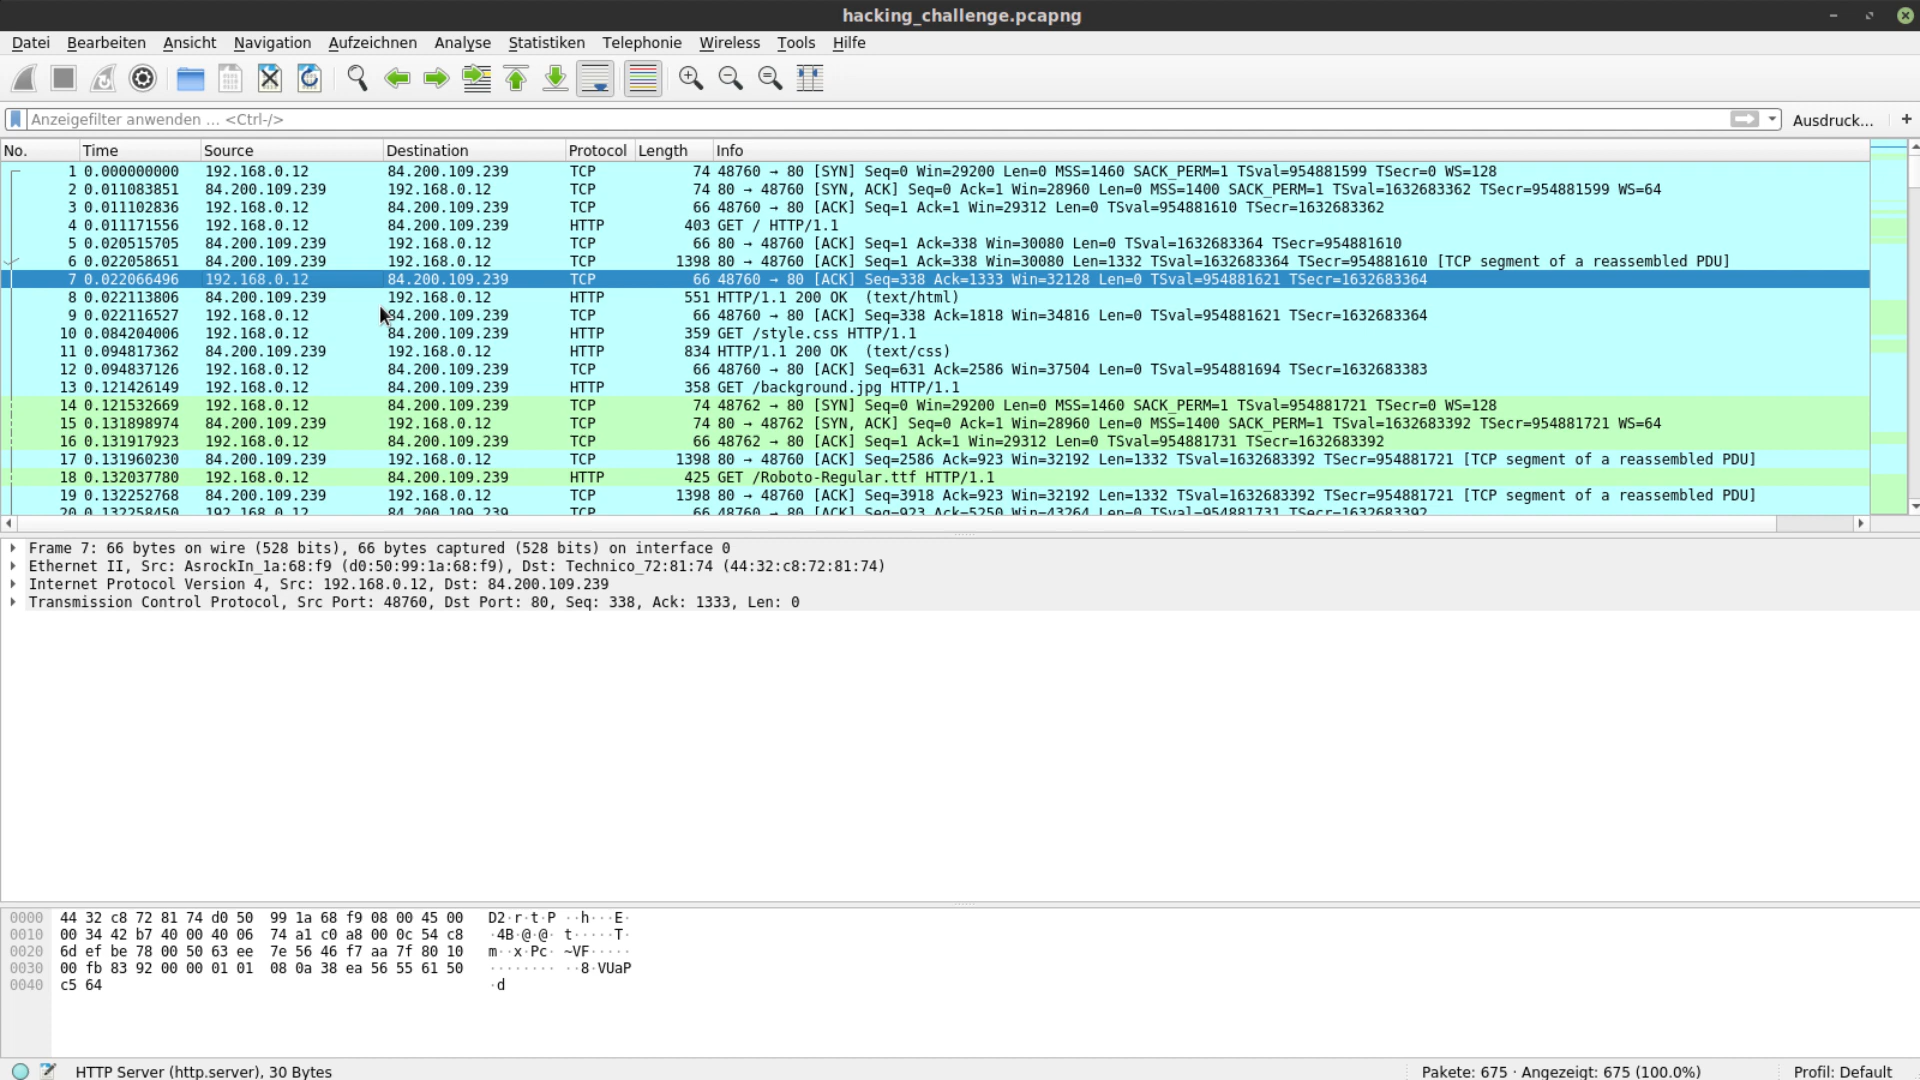 hacking_challenge.pcapng
Datei Bearbeiten Ansicht Navigation Aufzeichnen Analyse Statistiken Telephonie Wireless Tools Hilfe
Anzeigefilter anwenden ... <Ctrl-/> Ausdruck... +
No. Time Source Destination Protocol Length Info
1 0.000000000 192.168.0.12 84.200.109.239 TCP 74 48760 → 80 [SYN] Seq=0 Win=29200 Len=0 MSS=1460 SACK_PERM=1 TSval=954881599 TSecr=0 WS=128
2 0.011083851 84.200.109.239 192.168.0.12 TCP 74 80 → 48760 [SYN, ACK] Seq=0 Ack=1 Win=28960 Len=0 MSS=1400 SACK_PERM=1 TSval=1632683362 TSecr=954881599 WS=64
3 0.011102836 192.168.0.12 84.200.109.239 TCP 66 48760 → 80 [ACK] Seq=1 Ack=1 Win=29312 Len=0 TSval=954881610 TSecr=1632683362
4 0.011171556 192.168.0.12 84.200.109.239 HTTP 403 GET / HTTP/1.1
5 0.020515705 84.200.109.239 192.168.0.12 TCP 66 80 → 48760 [ACK] Seq=1 Ack=338 Win=30080 Len=0 TSval=1632683364 TSecr=954881610
6 0.022058651 84.200.109.239 192.168.0.12 TCP 1398 80 → 48760 [ACK] Seq=1 Ack=338 Win=30080 Len=1332 TSval=1632683364 TSecr=954881610 [TCP segment of a reassembled PDU]
7 0.022066496 192.168.0.12 84.200.109.239 TCP 66 48760 → 80 [ACK] Seq=338 Ack=1333 Win=32128 Len=0 TSval=954881621 TSecr=1632683364
8 0.022113806 84.200.109.239 192.168.0.12 HTTP 551 HTTP/1.1 200 OK (text/html)
9 0.022116527 192.168.0.12 84.200.109.239 TCP 66 48760 → 80 [ACK] Seq=338 Ack=1818 Win=34816 Len=0 TSval=954881621 TSecr=1632683364
10 0.084204006 192.168.0.12 84.200.109.239 HTTP 359 GET /style.css HTTP/1.1
11 0.094817362 84.200.109.239 192.168.0.12 HTTP 834 HTTP/1.1 200 OK (text/css)
12 0.094837126 192.168.0.12 84.200.109.239 TCP 66 48760 → 80 [ACK] Seq=631 Ack=2586 Win=37504 Len=0 TSval=954881694 TSecr=1632683383
13 0.121426149 192.168.0.12 84.200.109.239 HTTP 358 GET /background.jpg HTTP/1.1
14 0.121532669 192.168.0.12 84.200.109.239 TCP 74 48762 → 80 [SYN] Seq=0 Win=29200 Len=0 MSS=1460 SACK_PERM=1 TSval=954881721 TSecr=0 WS=128
15 0.131898974 84.200.109.239 192.168.0.12 TCP 74 80 → 48762 [SYN, ACK] Seq=0 Ack=1 Win=28960 Len=0 MSS=1400 SACK_PERM=1 TSval=1632683392 TSecr=954881721 WS=64
16 0.131917923 192.168.0.12 84.200.109.239 TCP 66 48762 → 80 [ACK] Seq=1 Ack=1 Win=29312 Len=0 TSval=954881731 TSecr=1632683392
17 0.131960230 84.200.109.239 192.168.0.12 TCP 1398 80 → 48760 [ACK] Seq=2586 Ack=923 Win=32192 Len=1332 TSval=1632683392 TSecr=954881721 [TCP segment of a reassembled PDU]
18 0.132037780 192.168.0.12 84.200.109.239 HTTP 425 GET /Roboto-Regular.ttf HTTP/1.1
19 0.132252768 84.200.109.239 192.168.0.12 TCP 1398 80 → 48760 [ACK] Seq=3918 Ack=923 Win=32192 Len=1332 TSval=1632683392 TSecr=954881721 [TCP segment of a reassembled PDU]
20 0.132258450 192.168.0.12 84.200.109.239 TCP 66 48760 → 80 [ACK] Seq=923 Ack=5250 Win=43264 Len=0 TSval=954881731 TSecr=1632683392
Frame 7: 66 bytes on wire (528 bits), 66 bytes captured (528 bits) on interface 0
Ethernet II, Src: AsrockIn_1a:68:f9 (d0:50:99:1a:68:f9), Dst: Technico_72:81:74 (44:32:c8:72:81:74)
Internet Protocol Version 4, Src: 192.168.0.12, Dst: 84.200.109.239
Transmission Control Protocol, Src Port: 48760, Dst Port: 80, Seq: 338, Ack: 1333, Len: 0
0000 44 32 c8 72 81 74 d0 50 99 1a 68 f9 08 00 45 00 D2·r·t·P ··h···E·
0010 00 34 42 b7 40 00 40 06 74 a1 c0 a8 00 0c 54 c8 ·4B·@·@· t·····T·
0020 6d ef be 78 00 50 63 ee 7e 56 46 f7 aa 7f 80 10 m··x·Pc· ~VF·····
0030 00 fb 83 92 00 00 01 01 08 0a 38 ea 56 55 61 50 ········ ··8·VUaP
0040 c5 64 ·d
HTTP Server (http.server), 30 Bytes Pakete: 675 · Angezeigt: 675 (100.0%) Profil: Default